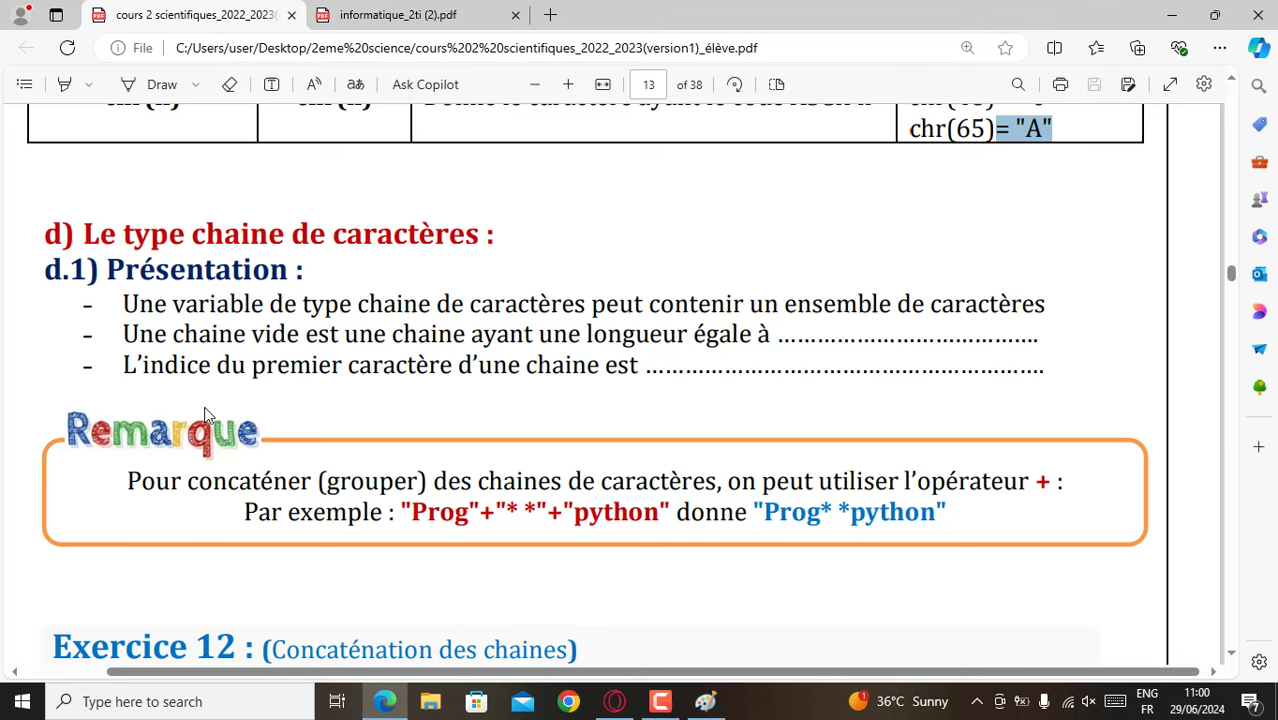 cours 2 scientifiques_2022_2023(
informatique_2ti (2).pdf
File
C:/Users/user/Desktop/2eme%20science/cours%202%20scientifiques_2022_2023(version1)_élève.pdf
Draw
Ask Copilot
13
of 38
chr(65)= "A"
d) Le type chaine de caractères :
d.1) Présentation :
- Une variable de type chaine de caractères peut contenir un ensemble de caractères
- Une chaine vide est une chaine ayant une longueur égale à ………………………………….
- L’indice du premier caractère d’une chaine est …………………………………………………….
Remarque
Pour concaténer (grouper) des chaines de caractères, on peut utiliser l’opérateur + :
Par exemple : "Prog"+"* *"+"python" donne "Prog* *python"
Exercice 12 : (Concaténation des chaines)
Type here to search
36°C Sunny
ENG
FR
11:00
29/06/2024
7